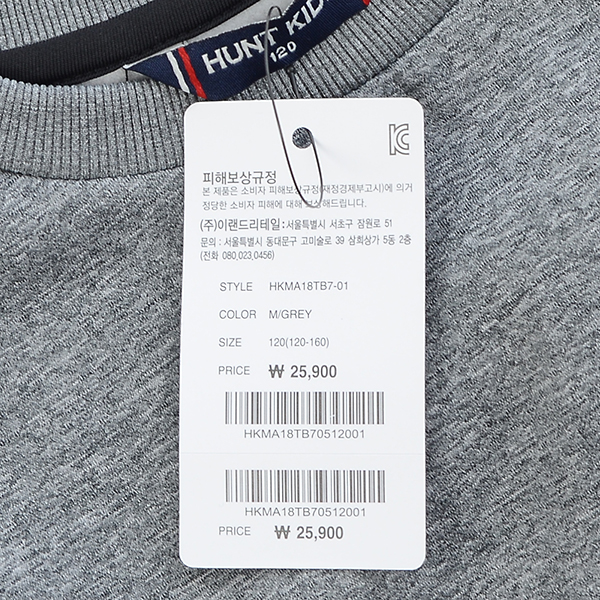 HUNT KID
120
피해보상규정
본 제품은 소비자 피해보상규정(재정경제부고시)에 의거
정당한 소비자 피해에 대해 보상해드립니다.
(주)이랜드리테일:서울특별시 서초구 잠원로 51
문의 : 서울특별시 동대문구 고미술로 39 삼희상가 5동 2층
(전화 080,023,0456)
STYLE HKMA18TB7-01
COLOR M/GREY
SIZE 120(120-160)
PRICE ₩ 25,900
HKMA18TB70512001
HKMA18TB70512001
PRICE ₩ 25,900